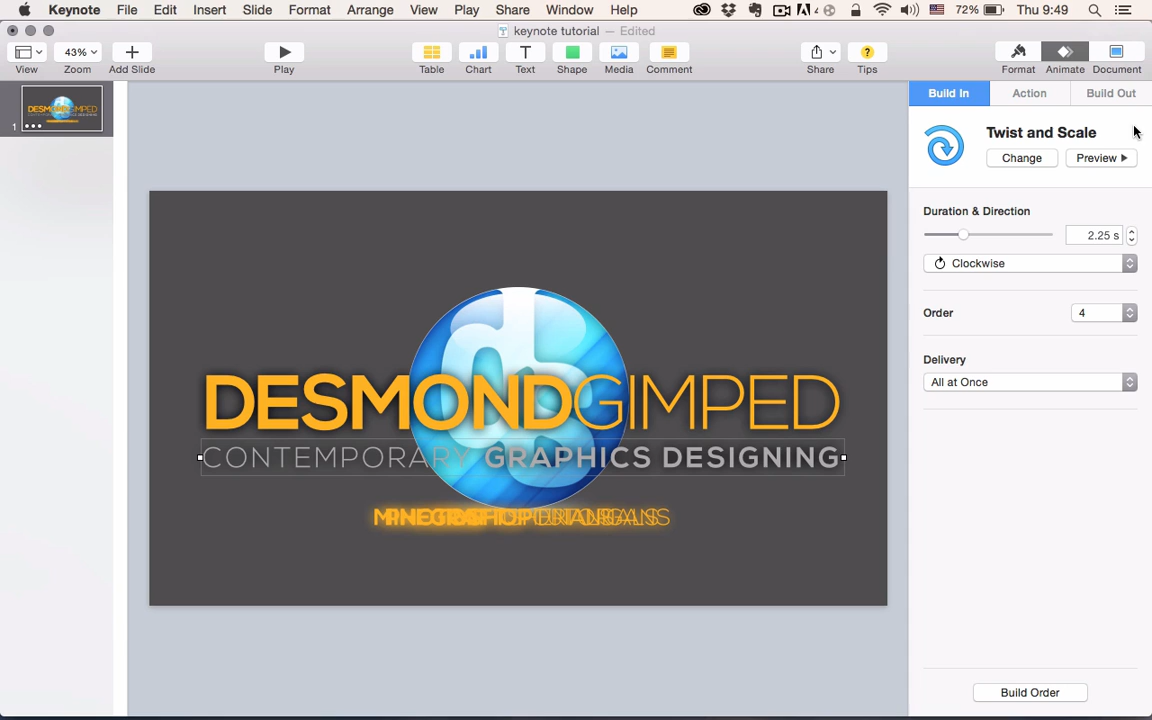 Keynote File Edit Insert Slide Format Arrange View Play Share Window Help 4 72% Thu 9:49
keynote tutorial — Edited
43%
View Zoom Add Slide Play Table Chart Text Shape Media Comment Share Tips Format Animate Document
Build In Action Build Out
Twist and Scale
Change Preview
Duration & Direction
2.25 s
Clockwise
Order 4
Delivery
All at Once
Build Order
1
DESMONDGIMPED
CONTEMPORARY GRAPHICS DESIGNING